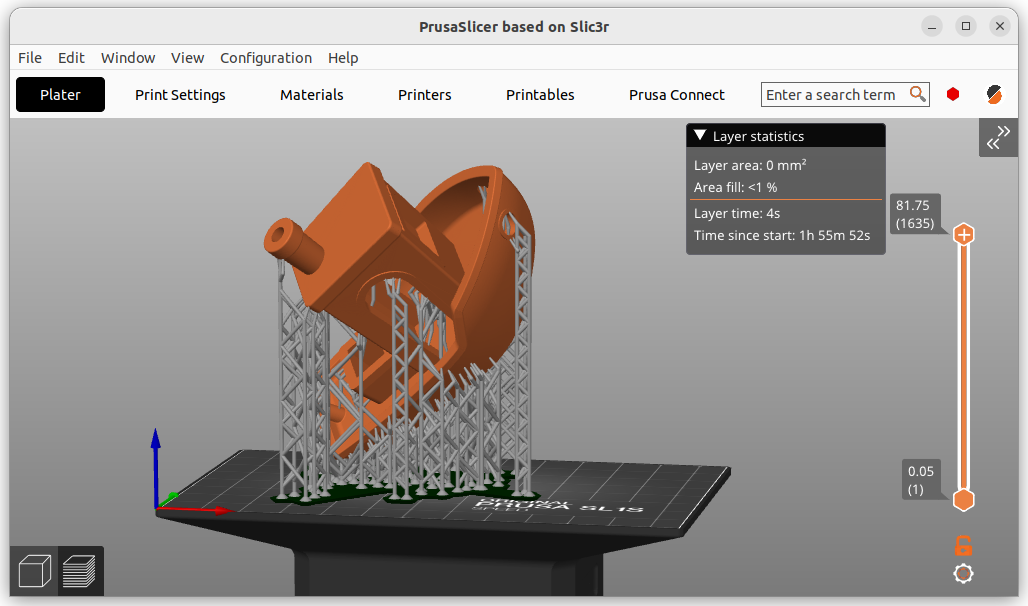 PrusaSlicer based on Slic3r
File Edit Window View Configuration Help
Plater Print Settings Materials Printers Printables Prusa Connect Enter a search term
Layer statistics
Layer area: 0 mm²
Area fill: <1 %
Layer time: 4s
Time since start: 1h 55m 52s
81.75
(1635)
0.05
(1)
PRUSA SL1S